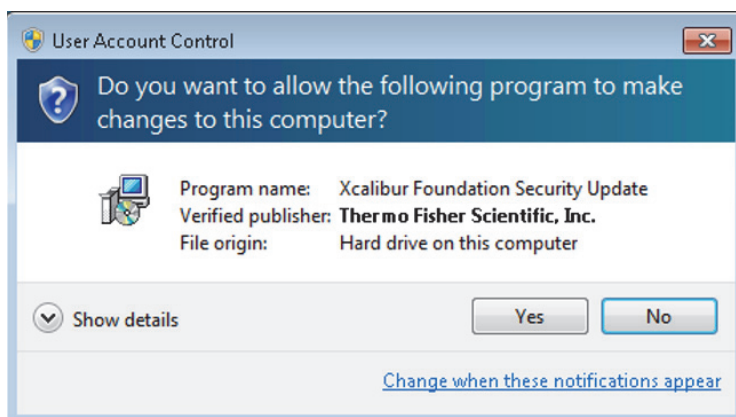 User Account Control
Do you want to allow the following program to make
changes to this computer?
Program name: Xcalibur Foundation Security Update
Verified publisher: Thermo Fisher Scientific, Inc.
File origin: Hard drive on this computer
Show details Yes No
Change when these notifications appear